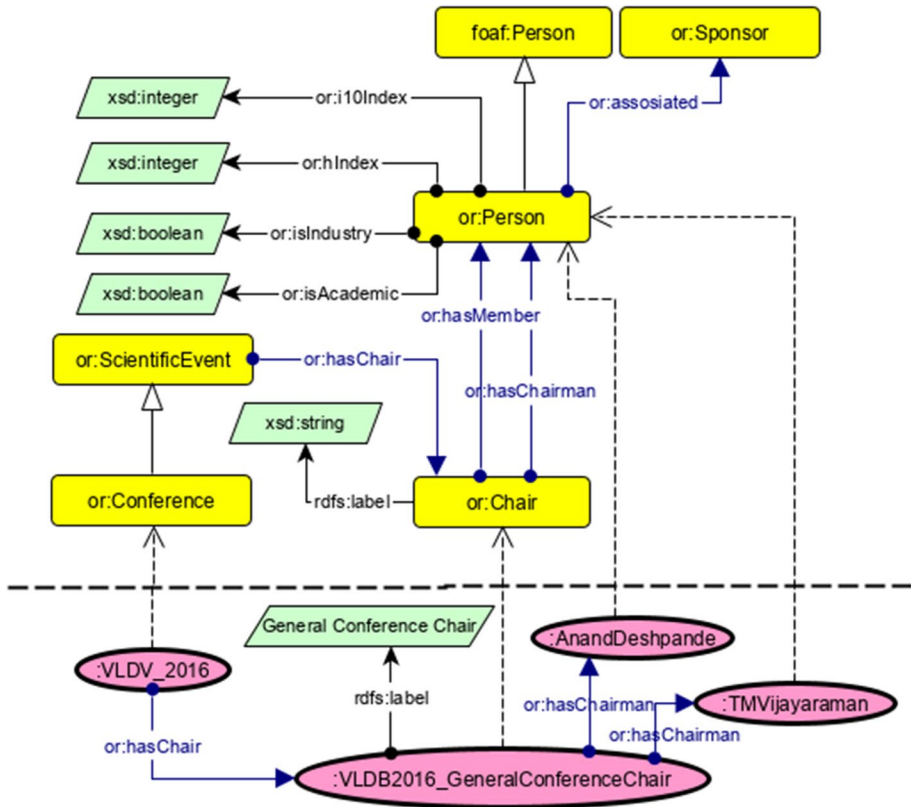 foaf:Person
or:Sponsor
xsd:integer
or:i10Index
or:assosiated
xsd:integer
or:hIndex
or:Person
xsd:boolean
or:isIndustry
xsd:boolean
or:isAcademic
or:hasMember
or:ScientificEvent
or:hasChair
or:hasChairman
xsd:string
or:Conference
rdfs:label
or:Chair
General Conference Chair
:AnandDeshpande
:VLDV_2016
rdfs:label
or:hasChairman
:TMVijayaraman
or:hasChair
or:hasChairman
:VLDB2016_GeneralConferenceChair